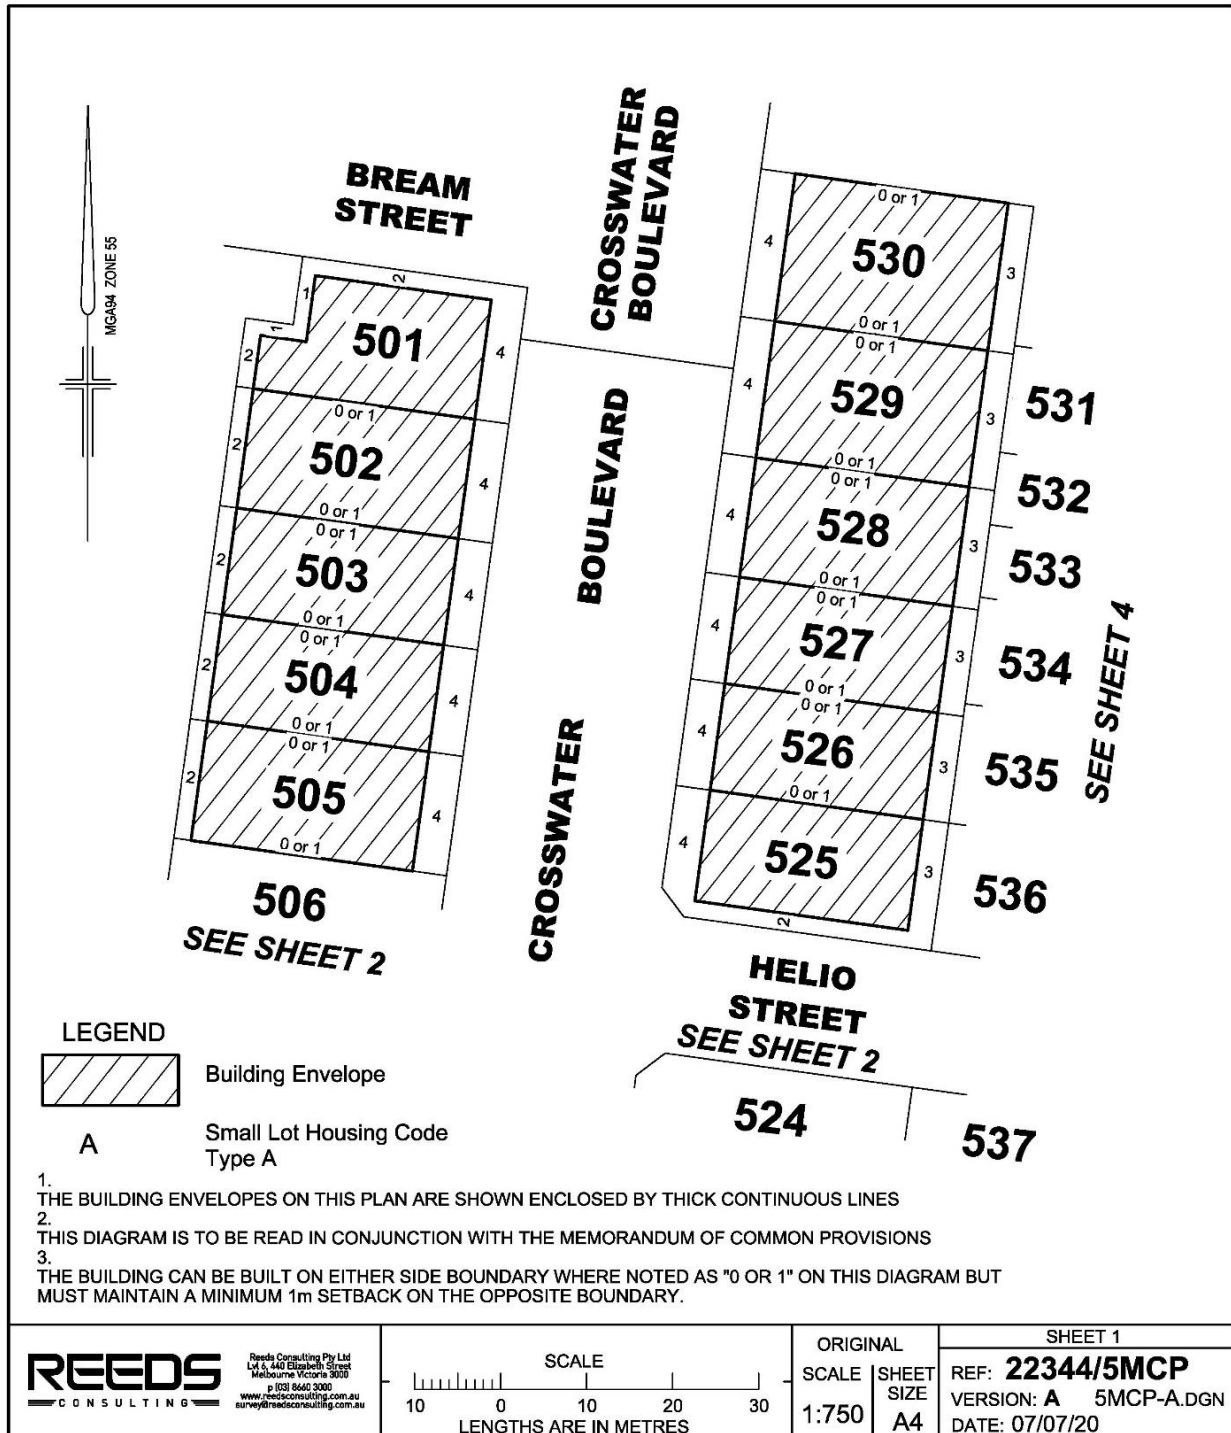 MGA94 ZONE 55
BREAM
STREET
CROSSWATER
BOULEVARD
2
1
1
501
2
4
0 or 1
502
2
4
0 or 1
0 or 1
503
2
4
0 or 1
0 or 1
504
2
4
0 or 1
0 or 1
505
2
4
0 or 1
506
SEE SHEET 2
BOULEVARD
CROSSWATER
0 or 1
4
530
3
0 or 1
0 or 1
4
529
3
0 or 1
0 or 1
4
528
3
0 or 1
0 or 1
4
527
3
0 or 1
0 or 1
4
526
3
0 or 1
4
525
3
2
531
532
533
534
535
536
SEE SHEET 4
HELIO
STREET
SEE SHEET 2
524
537
LEGEND
Building Envelope
A
Small Lot Housing Code
Type A
1.
THE BUILDING ENVELOPES ON THIS PLAN ARE SHOWN ENCLOSED BY THICK CONTINUOUS LINES
2.
THIS DIAGRAM IS TO BE READ IN CONJUNCTION WITH THE MEMORANDUM OF COMMON PROVISIONS
3.
THE BUILDING CAN BE BUILT ON EITHER SIDE BOUNDARY WHERE NOTED AS "0 OR 1" ON THIS DIAGRAM BUT
MUST MAINTAIN A MINIMUM 1m SETBACK ON THE OPPOSITE BOUNDARY.
REEDS
CONSULTING
Reeds Consulting Pty Ltd
Lvl 6, 440 Elizabeth Street
Melbourne Victoria 3000
p (03) 8660 3000
www.reedsconsulting.com.au
survey@reedsconsulting.com.au
SCALE
10 0 10 20 30
LENGTHS ARE IN METRES
ORIGINAL
SCALE
1:750
SHEET
SIZE
A4
SHEET 1
REF: 22344/5MCP
VERSION: A 5MCP-A.DGN
DATE: 07/07/20